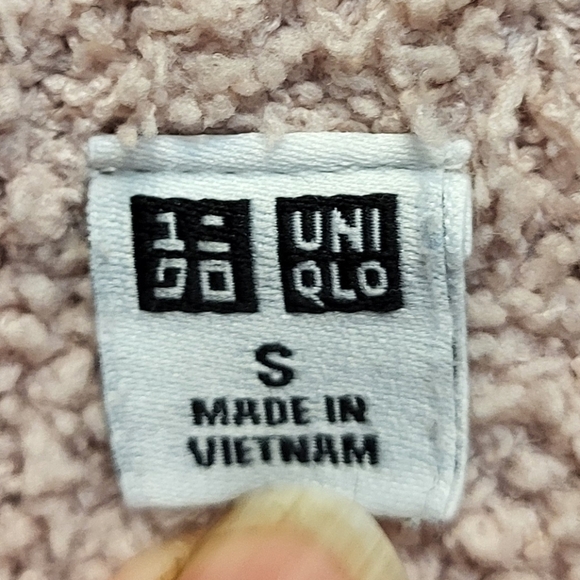 ユニ UNI
クロ QLO
S
MADE IN
VIETNAM